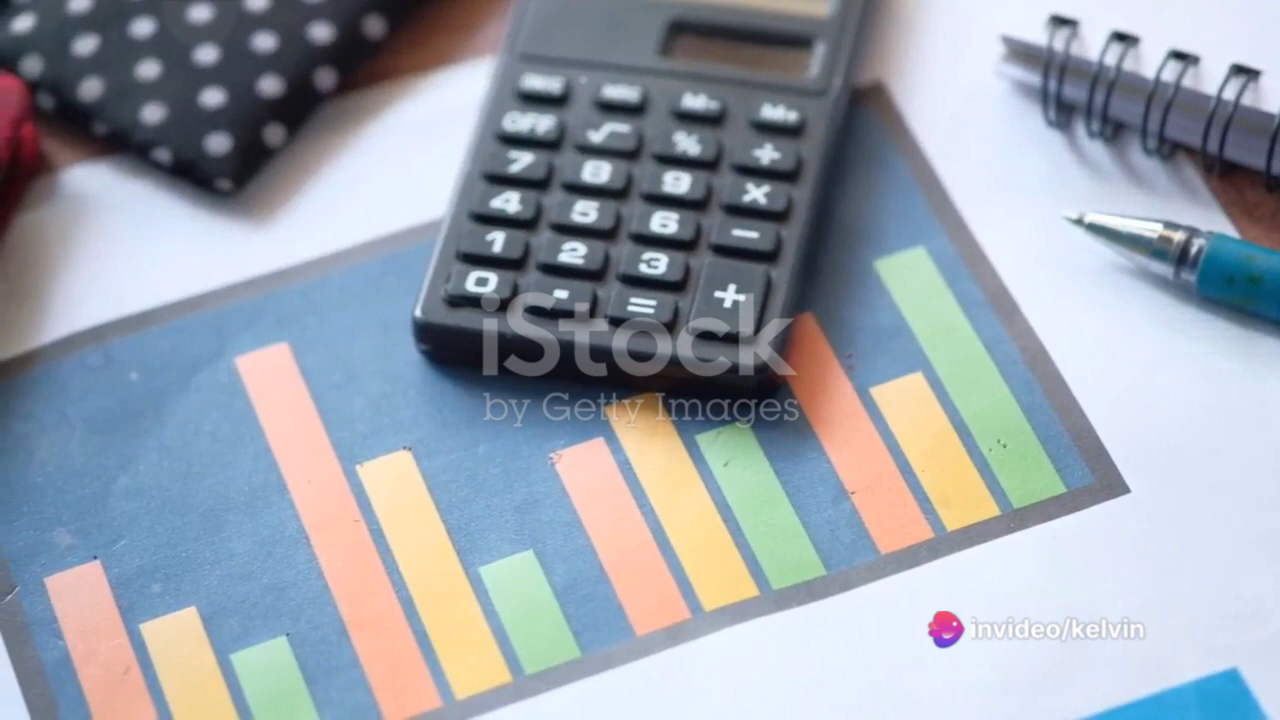 M- M+
OFF √ % ÷
7 8 9 ×
4 5 6 −
1 2 3
0 . = +
iStock
by Getty Images
invideo/kelvin